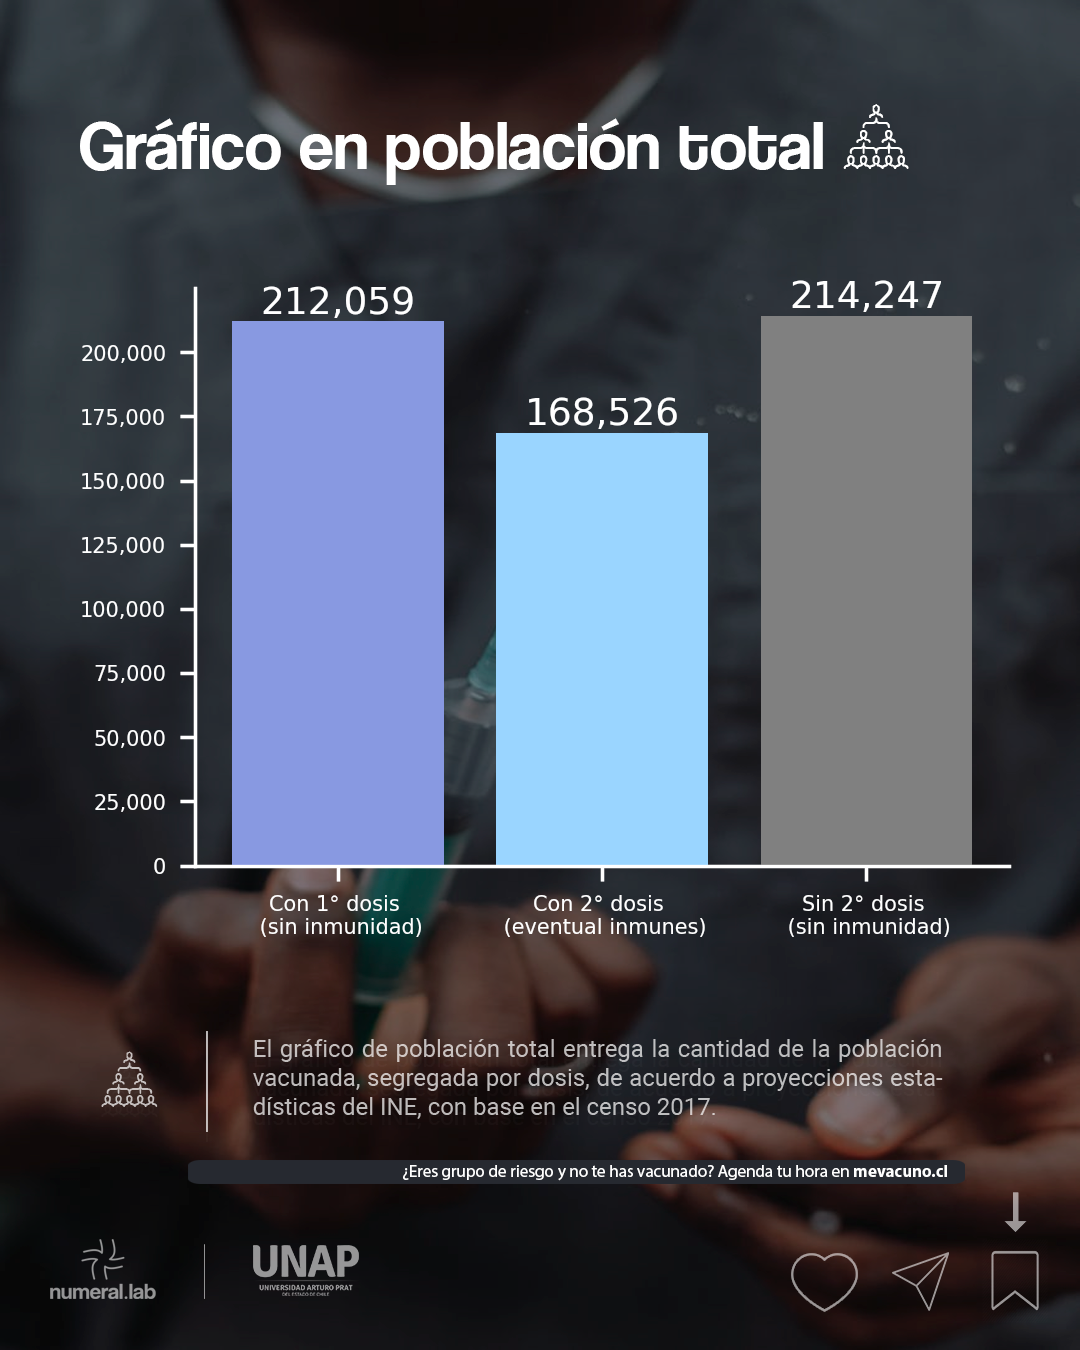 Gráfico en población total
212,059
168,526
214,247
200,000
175,000
150,000
125,000
100,000
75,000
50,000
25,000
0
Con 1° dosis
(sin inmunidad)
Con 2° dosis
(eventual inmunes)
Sin 2° dosis
(sin inmunidad)
El gráfico de población total entrega la cantidad de la población
vacunada, segregada por dosis, de acuerdo a proyecciones esta-
dísticas del INE, con base en el censo 2017.
¿Eres grupo de riesgo y no te has vacunado? Agenda tu hora en mevacuno.cl
numeral.lab
UNAP
UNIVERSIDAD ARTURO PRAT
DEL ESTADO DE CHILE